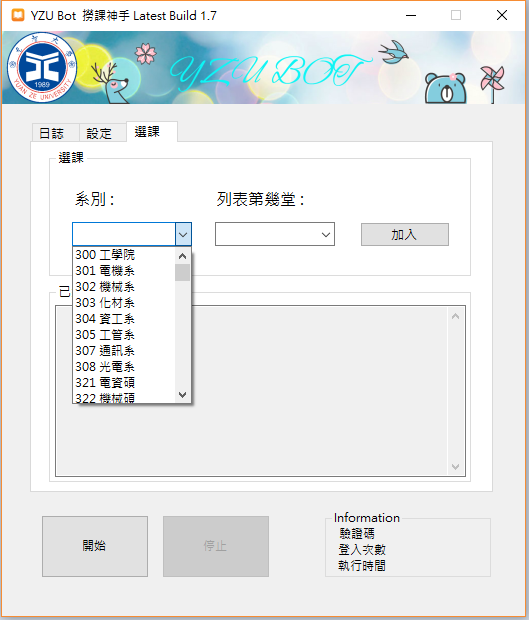 YZU Bot 撈課神手 Latest Build 1.7
YUAN ZE UNIVERSITY
1989
YZU BOT
日誌 設定 選課
選課
系別 : 列表第幾堂 :
加入
300 工學院
301 電機系
302 機械系
303 化材系
304 資工系
305 工管系
307 通訊系
308 光電系
321 電資碩
322 機械碩
已
開始 停止
Information
驗證碼
登入次數
執行時間